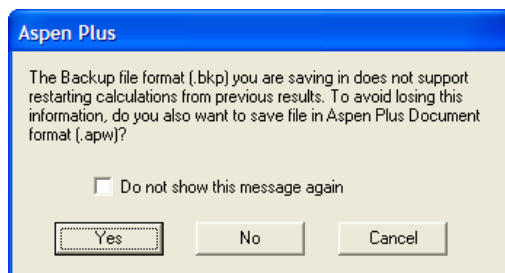 Aspen Plus
The Backup file format (.bkp) you are saving in does not support
restarting calculations from previous results. To avoid losing this
information, do you also want to save file in Aspen Plus Document
format (.apw)?
Do not show this message again
Yes No Cancel